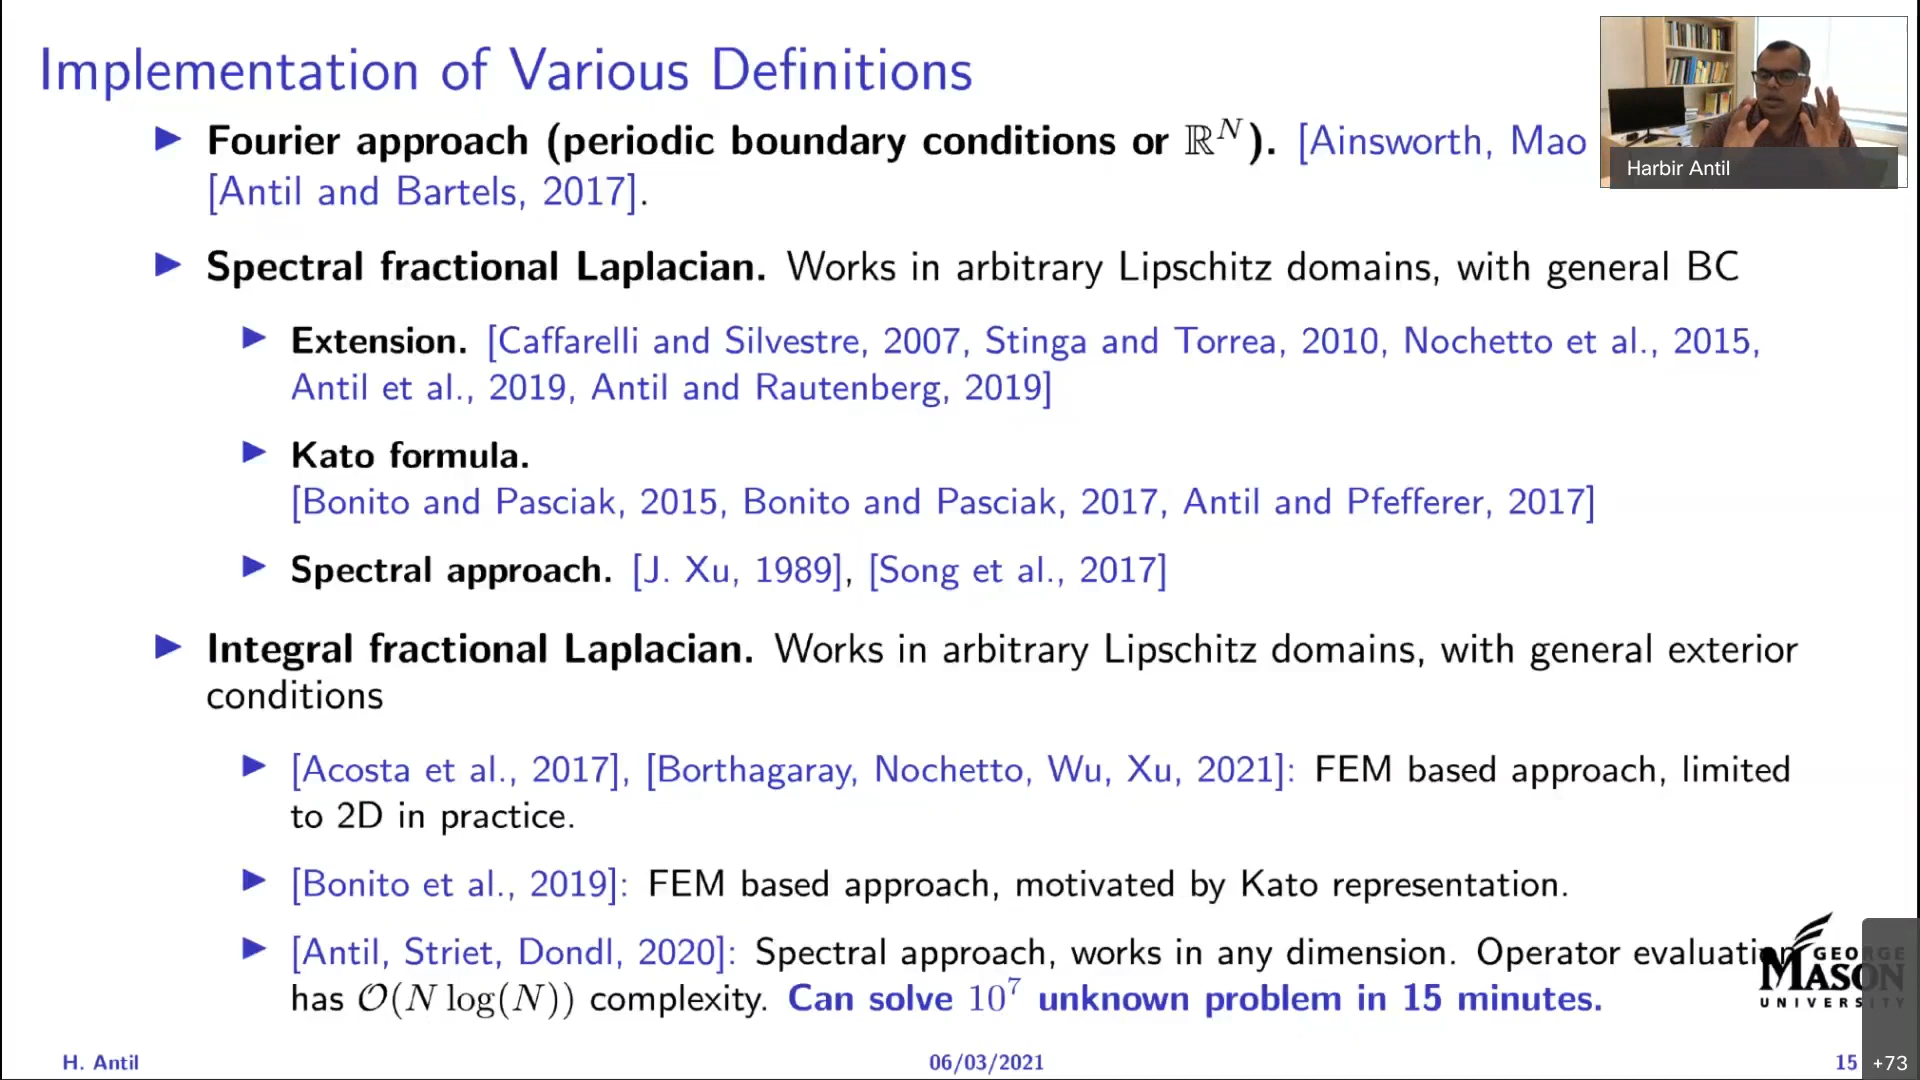 Implementation of Various Definitions
Fourier approach (periodic boundary conditions or ℝᴺ). [Ainsworth, Mao
[Antil and Bartels, 2017].
Spectral fractional Laplacian. Works in arbitrary Lipschitz domains, with general BC
Extension. [Caffarelli and Silvestre, 2007, Stinga and Torrea, 2010, Nochetto et al., 2015,
Antil et al., 2019, Antil and Rautenberg, 2019]
Kato formula.
[Bonito and Pasciak, 2015, Bonito and Pasciak, 2017, Antil and Pfefferer, 2017]
Spectral approach. [J. Xu, 1989], [Song et al., 2017]
Integral fractional Laplacian. Works in arbitrary Lipschitz domains, with general exterior
conditions
[Acosta et al., 2017], [Borthagaray, Nochetto, Wu, Xu, 2021]: FEM based approach, limited
to 2D in practice.
[Bonito et al., 2019]: FEM based approach, motivated by Kato representation.
[Antil, Striet, Dondl, 2020]: Spectral approach, works in any dimension. Operator evaluation
has 𝒪(N log(N)) complexity. Can solve 10⁷ unknown problem in 15 minutes.
Harbir Antil
GEORGE
MASON
UNIVERSITY
H. Antil
06/03/2021
15
+73